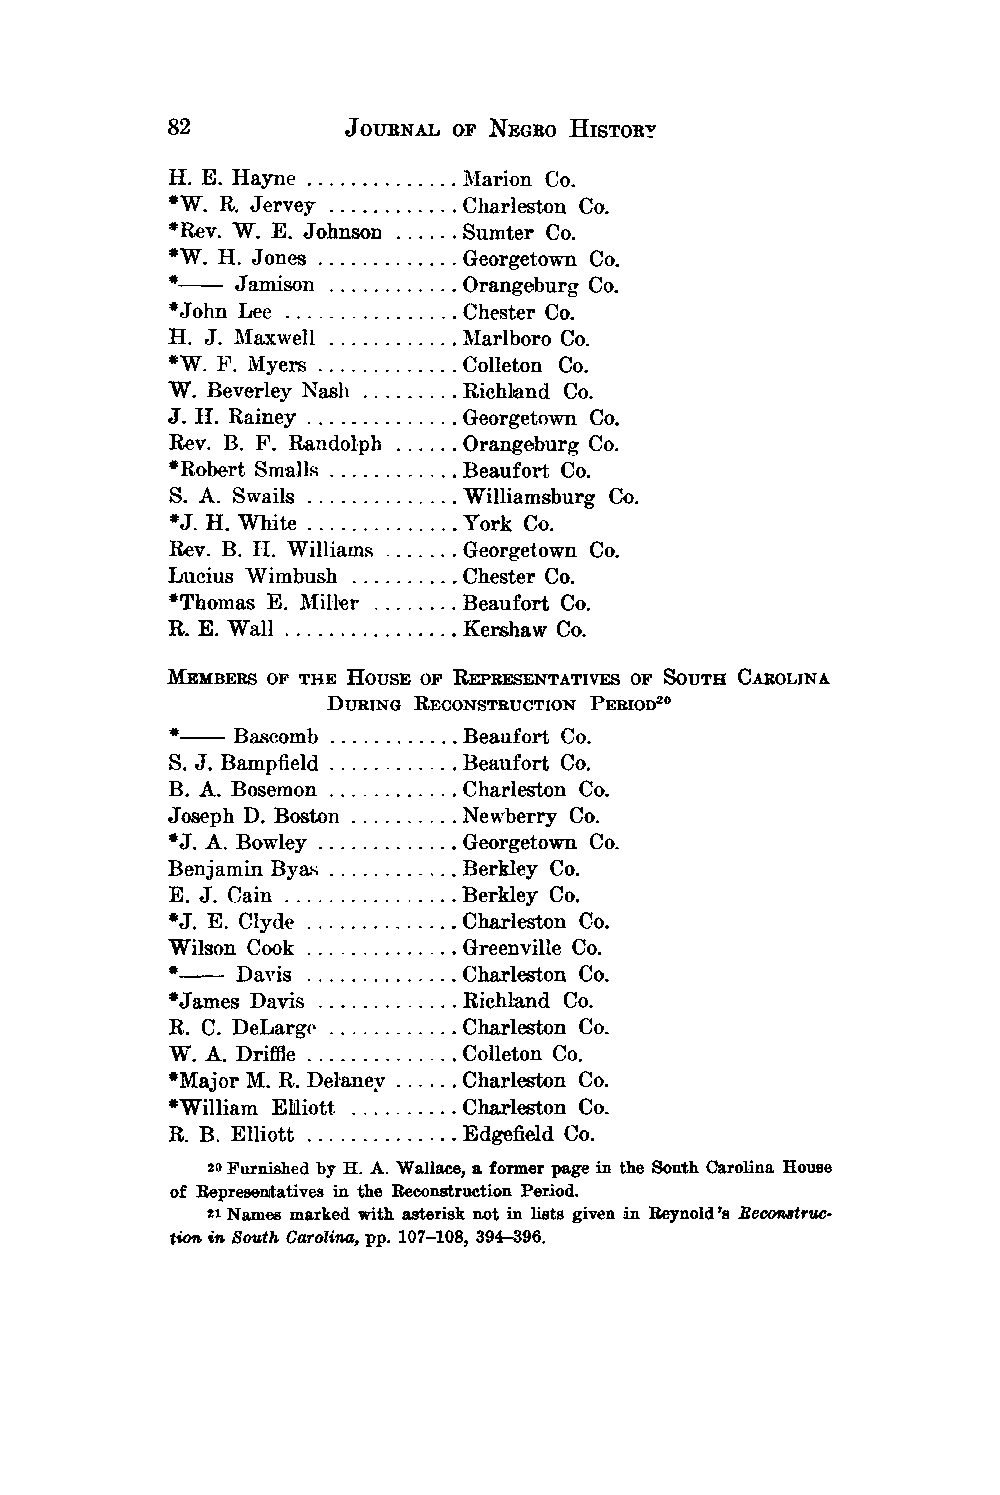 82 JOURNAL OF NEGRO HISTORY
H. E. Hayne .............. Marion Co.
*W. R. Jervey ............ Charleston Co.
*Rev. W. E. Johnson ...... Sumter Co.
*W. H. Jones ............. Georgetown Co.
*—— Jamison ............ Orangeburg Co.
*John Lee ................ Chester Co.
H. J. Maxwell ............ Marlboro Co.
*W. F. Myers ............. Colleton Co.
W. Beverley Nash ......... Richland Co.
J. H. Rainey .............. Georgetown Co.
Rev. B. F. Randolph ...... Orangeburg Co.
*Robert Smalls ............ Beaufort Co.
S. A. Swails .............. Williamsburg Co.
*J. H. White .............. York Co.
Rev. B. H. Williams ....... Georgetown Co.
Lucius Wimbush .......... Chester Co.
*Thomas E. Miller ........ Beaufort Co.
R. E. Wall ................ Kershaw Co.
MEMBERS OF THE HOUSE OF REPRESENTATIVES OF SOUTH CAROLINA
DURING RECONSTRUCTION PERIOD²⁰
*—— Bascomb ............ Beaufort Co.
S. J. Bampfield ............ Beaufort Co.
B. A. Bosemon ............ Charleston Co.
Joseph D. Boston .......... Newberry Co.
*J. A. Bowley ............. Georgetown Co.
Benjamin Byas ............ Berkley Co.
E. J. Cain ................ Berkley Co.
*J. E. Clyde .............. Charleston Co.
Wilson Cook .............. Greenville Co.
*—— Davis .............. Charleston Co.
*James Davis ............. Richland Co.
R. C. DeLarge ............ Charleston Co.
W. A. Driffle .............. Colleton Co.
*Major M. R. Delaney ...... Charleston Co.
*William Elliott .......... Charleston Co.
R. B. Elliott .............. Edgefield Co.
²⁰ Furnished by H. A. Wallace, a former page in the South Carolina House
of Representatives in the Reconstruction Period.
²¹ Names marked with asterisk not in lists given in Reynold's Reconstruc-
tion in South Carolina, pp. 107–108, 394–396.